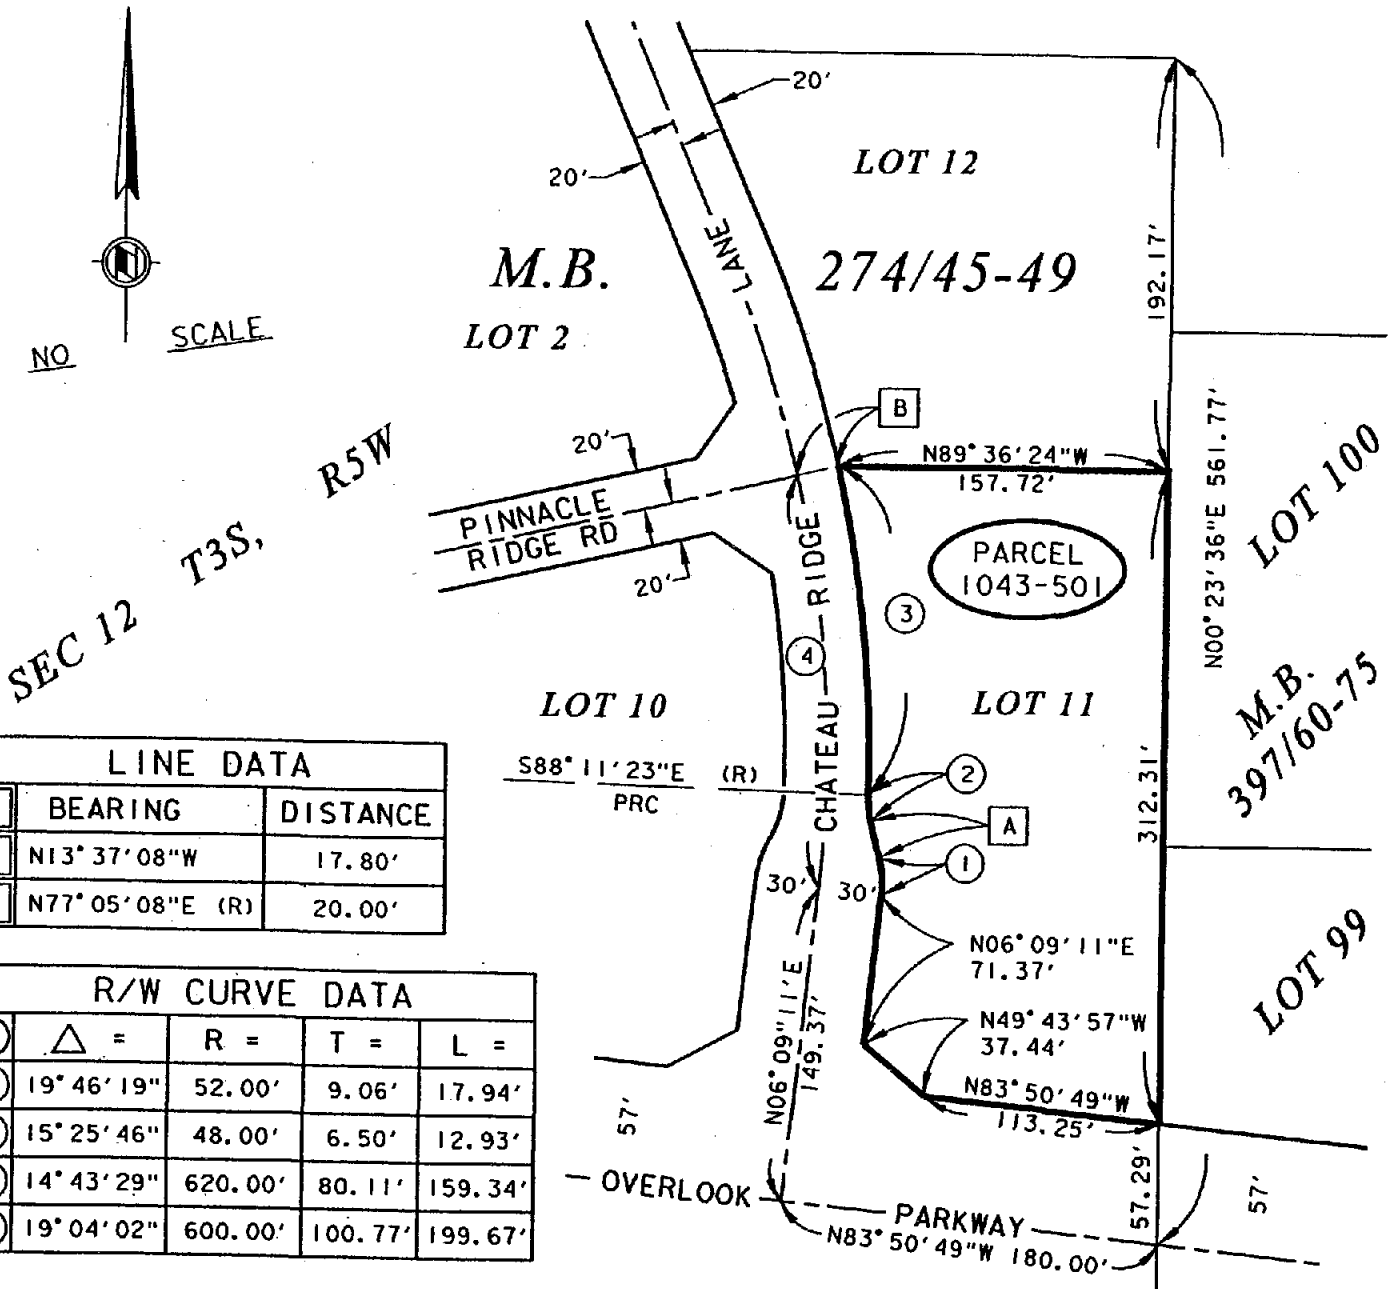 20'
20'
LOT 12
LANE
M.B.
274/45-49
192.17'
LOT 2
NO SCALE
B
20'
N89°36'24"W
157.72'
N00°23'36"E 561.77'
LOT 100
R5W
T3S,
SEC 12
PINNACLE
RIDGE RD
20'
RIDGE
PARCEL
1043-501
3
4
LOT 10
LOT 11
M.B.
397/60-75
CHATEAU
S88°11'23"E (R)
PRC
2
A
1
312.31'
LINE DATA
BEARING DISTANCE
N13°37'08"W 17.80'
N77°05'08"E (R) 20.00'
30' 30'
N06°09'11"E
71.37'
LOT 99
N06°09'11'E
149.37'
N49°43'57"W
37.44'
N83°50'49"W
113.25'
R/W CURVE DATA
△ = R = T = L =
19°46'19" 52.00' 9.06' 17.94'
15°25'46" 48.00' 6.50' 12.93'
14°43'29" 620.00' 80.11' 159.34'
19°04'02" 600.00' 100.77' 199.67'
57'
OVERLOOK PARKWAY
57.29'
57'
N83°50'49"W 180.00'